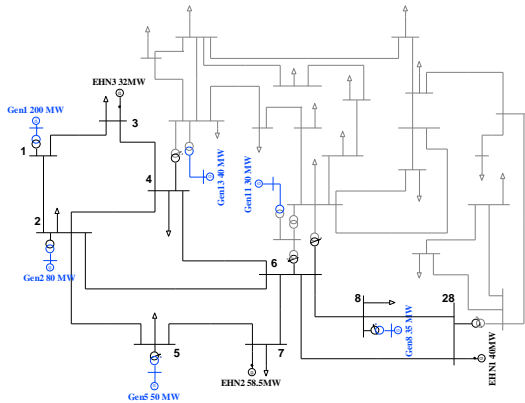 EHN3 32MW
Gen1 200 MW
3
1
4
Gen13 40 MW
Gen11 30 MW
2
6
Gen2 80 MW
8
28
Gen8 35 MW
5
7
EHN1 40MW
EHN2 58.5MW
Gen5 50 MW